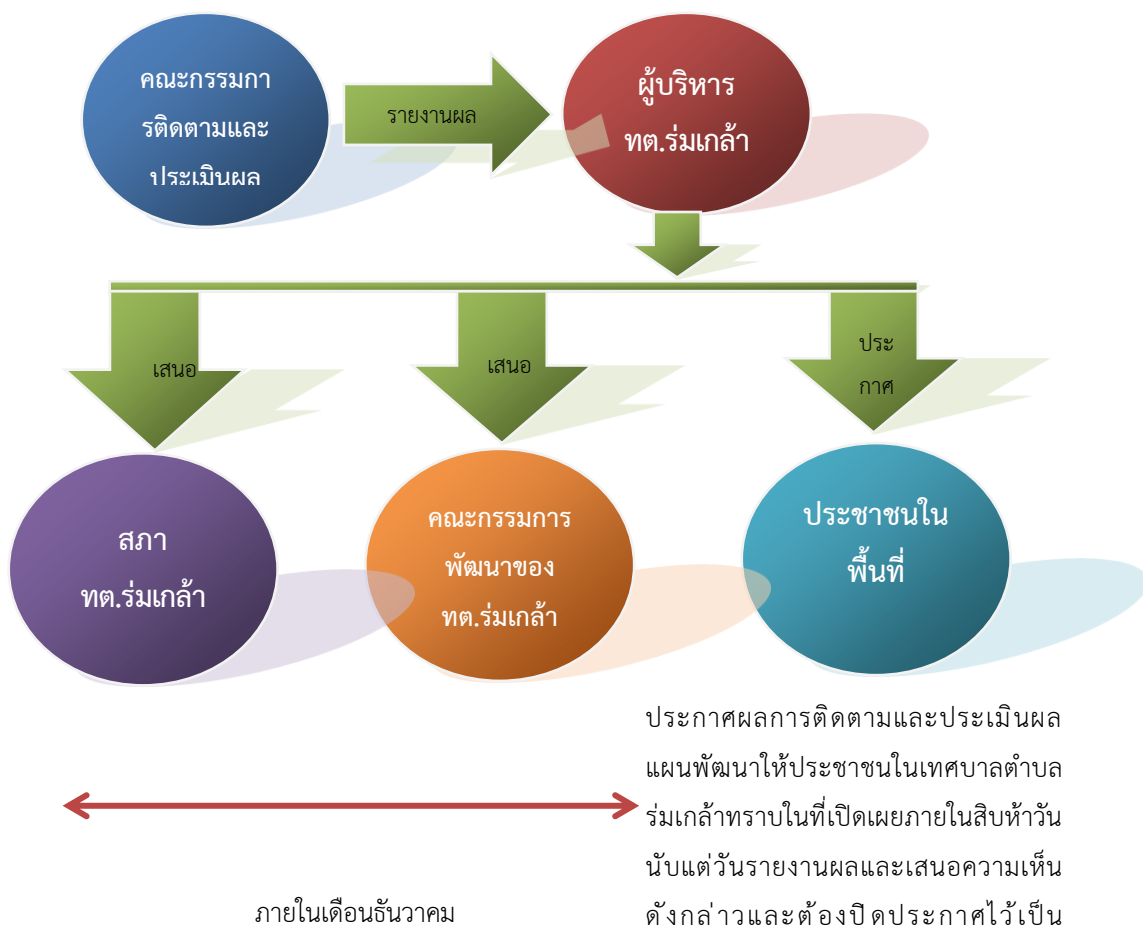 คณะกรรมกา
รติดตามและ
ประเมินผล
รายงานผล
ผู้บริหาร
ทต.ร่มเกล้า
เสนอ
เสนอ
ประ
กาศ
สภา
ทต.ร่มเกล้า
คณะกรรมการ
พัฒนาของ
ทต.ร่มเกล้า
ประชาชนใน
พื้นที่
ภายในเดือนธันวาคม
ประกาศผลการติดตามและประเมินผล
แผนพัฒนาให้ประชาชนในเทศบาลตำบล
ร่มเกล้าทราบในที่เปิดเผยภายในสิบห้าวัน
นับแต่วันรายงานผลและเสนอความเห็น
ดังกล่าวและต้องปิดประกาศไว้เป็น